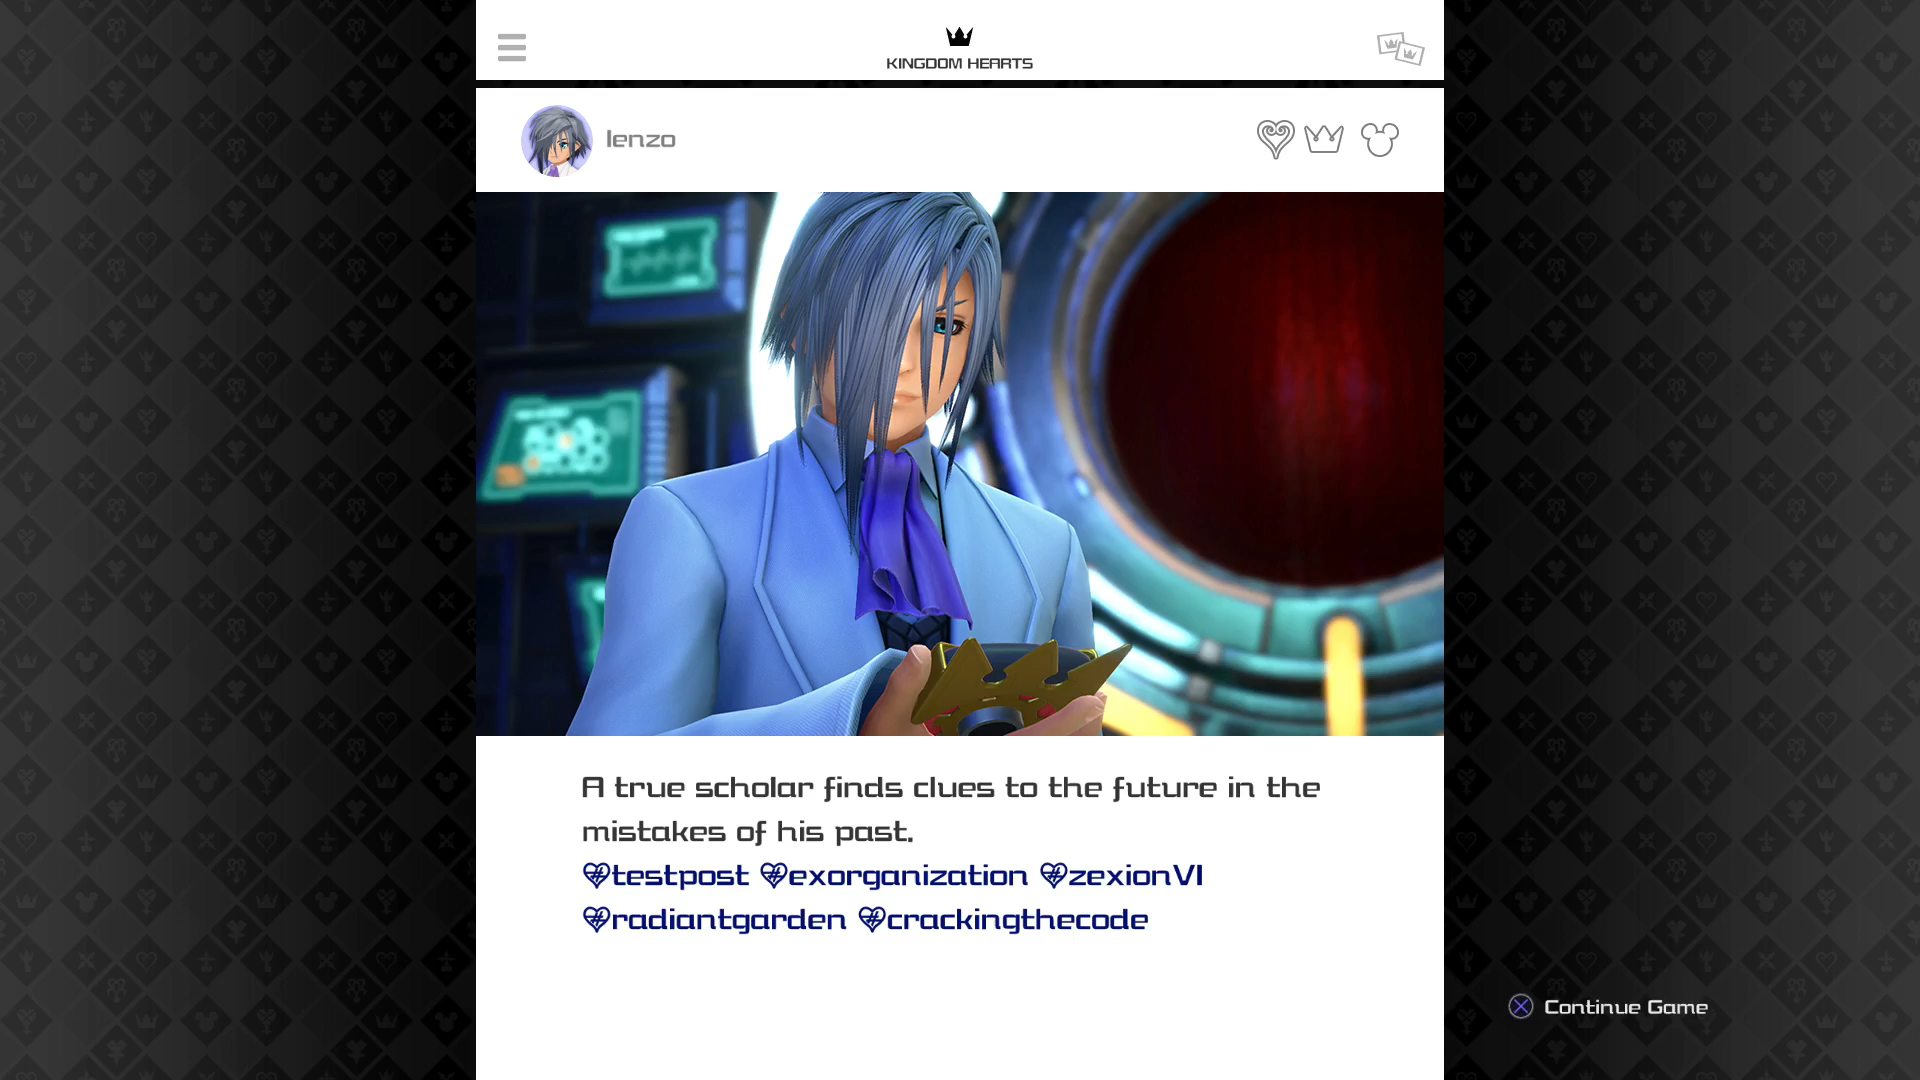 KINGDOM HEARTS
Ienzo
A true scholar finds clues to the future in the
mistakes of his past.
#testpost #exorganization #zexionVI
#radiantgarden #crackingthecode
Continue Game